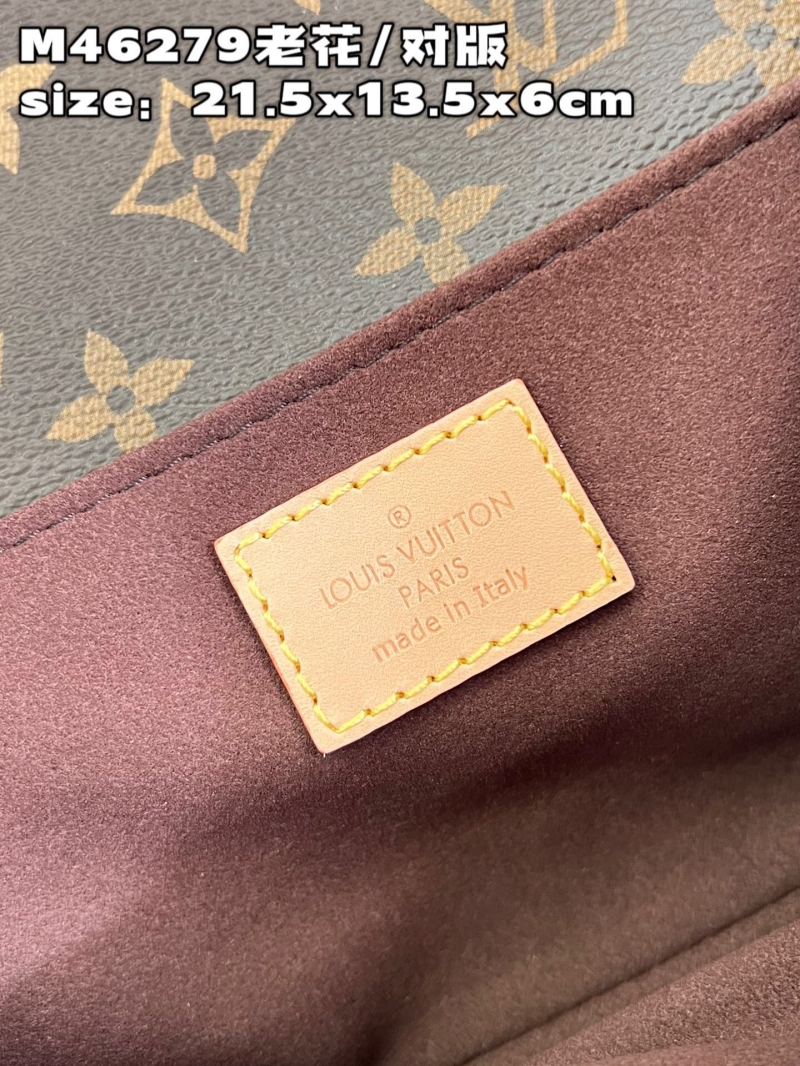 M46279老花/对版
size：21.5x13.5x6cm
®
LOUIS VUITTON
PARIS
made in Italy